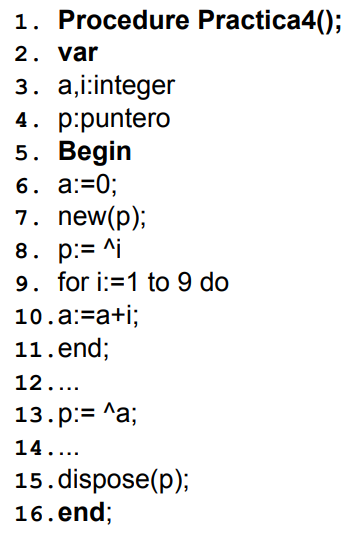 1. Procedure Practica4();
2. var
3. a,i:integer
4. p:puntero
5. Begin
6. a:=0;
7. new(p);
8. p:= ^i
9. for i:=1 to 9 do
10.a:=a+i;
11.end;
12....
13.p:= ^a;
14....
15.dispose(p);
16.end;